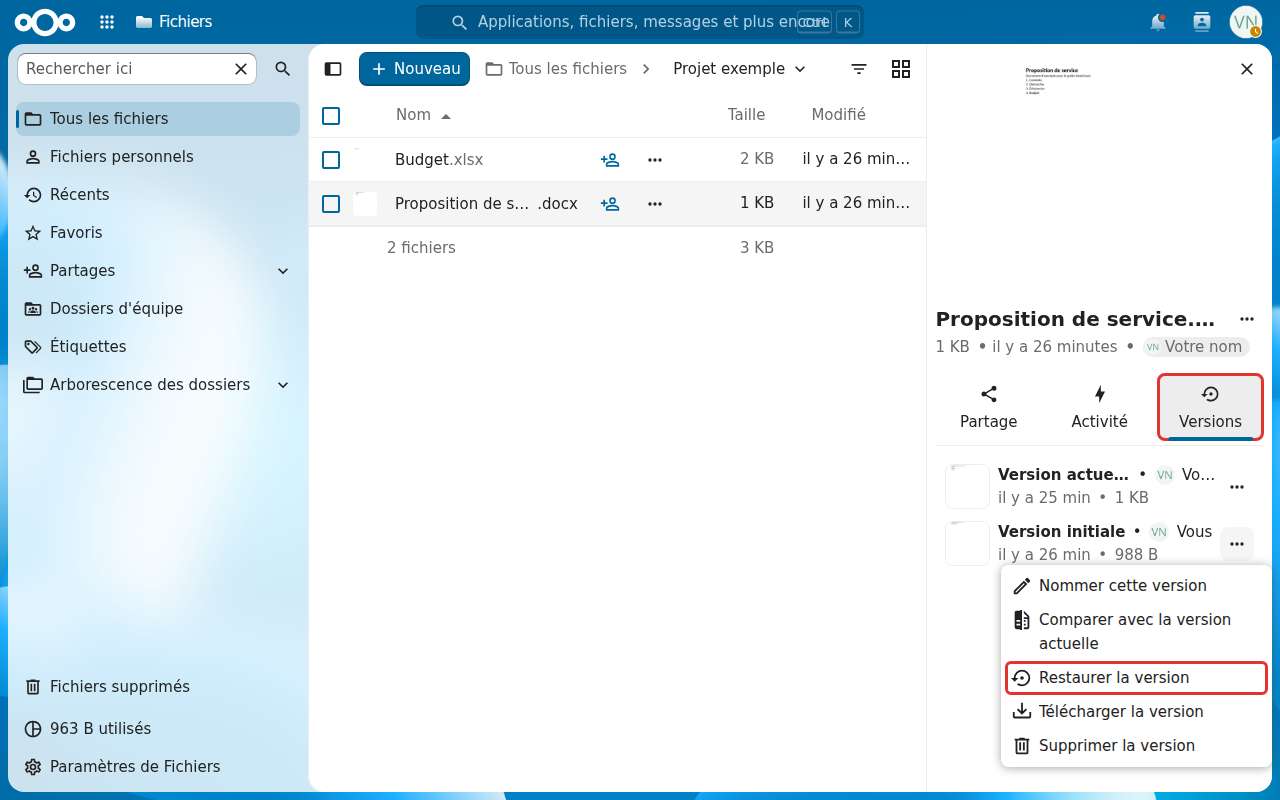 Fichiers
Applications, fichiers, messages et plus encore
Ctrl K
VN
Rechercher ici
Tous les fichiers
Fichiers personnels
Récents
Favoris
Partages
Dossiers d'équipe
Étiquettes
Arborescence des dossiers
Fichiers supprimés
963 B utilisés
Paramètres de Fichiers
Nouveau
Tous les fichiers
Projet exemple
Nom
Taille
Modifié
Budget.xlsx
2 KB
il y a 26 min…
Proposition de s… .docx
1 KB
il y a 26 min…
2 fichiers
3 KB
Proposition de service
Proposition de service.…
1 KB • il y a 26 minutes • VN Votre nom
Partage
Activité
Versions
Version actue… • VN Vo…
il y a 25 min • 1 KB
Version initiale • VN Vous
il y a 26 min • 988 B
Nommer cette version
Comparer avec la version
actuelle
Restaurer la version
Télécharger la version
Supprimer la version